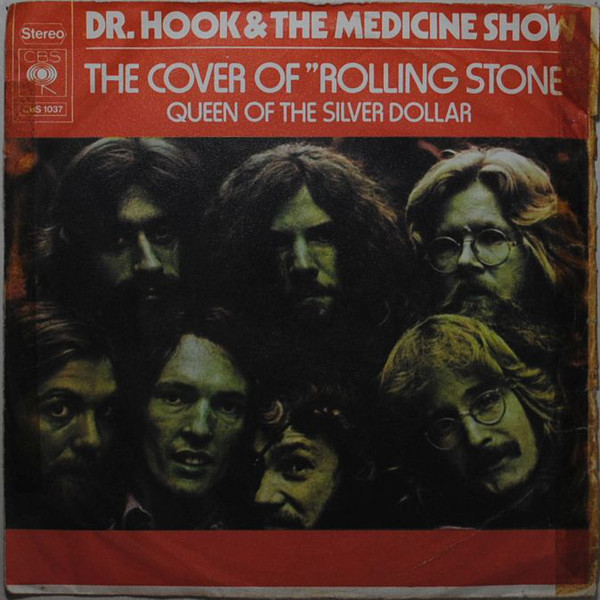 Stereo
DR. HOOK & THE MEDICINE SHOW
CBS
THE COVER OF "ROLLING STONE"
CBS 1037
QUEEN OF THE SILVER DOLLAR